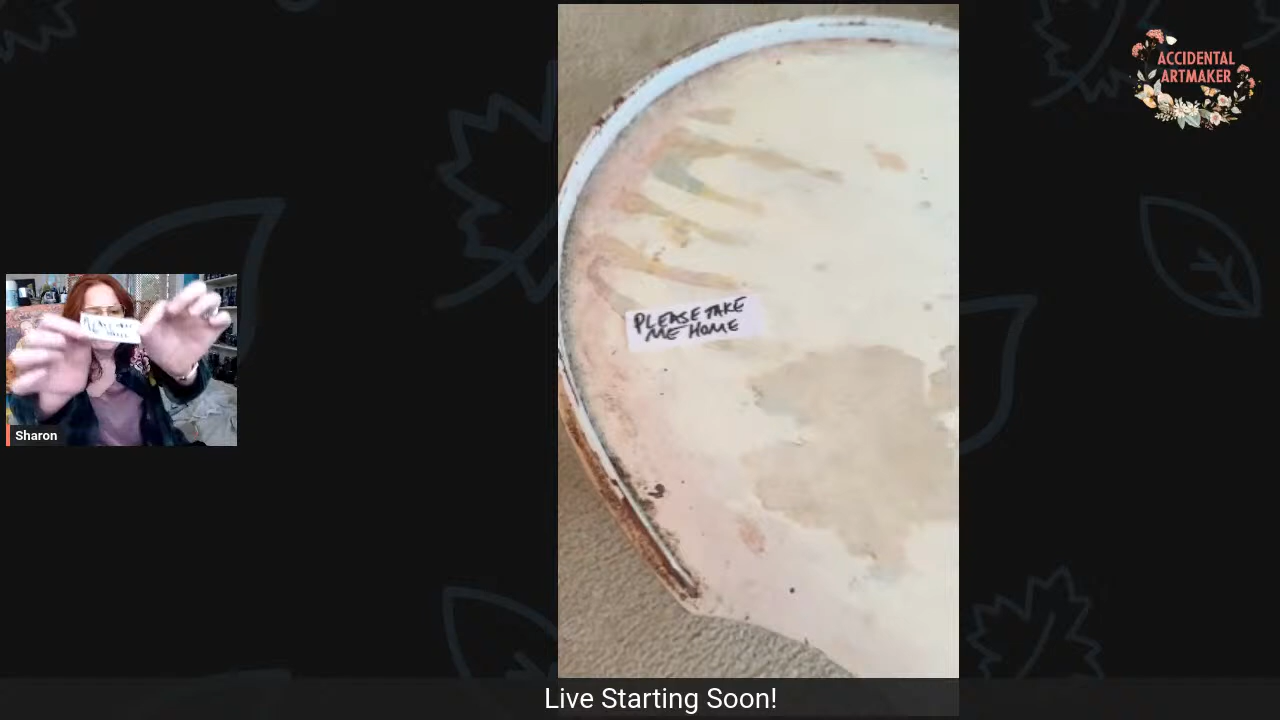 ACCIDENTAL
ARTMAKER
PLEASE TAKE
ME HOME
Sharon
Live Starting Soon!